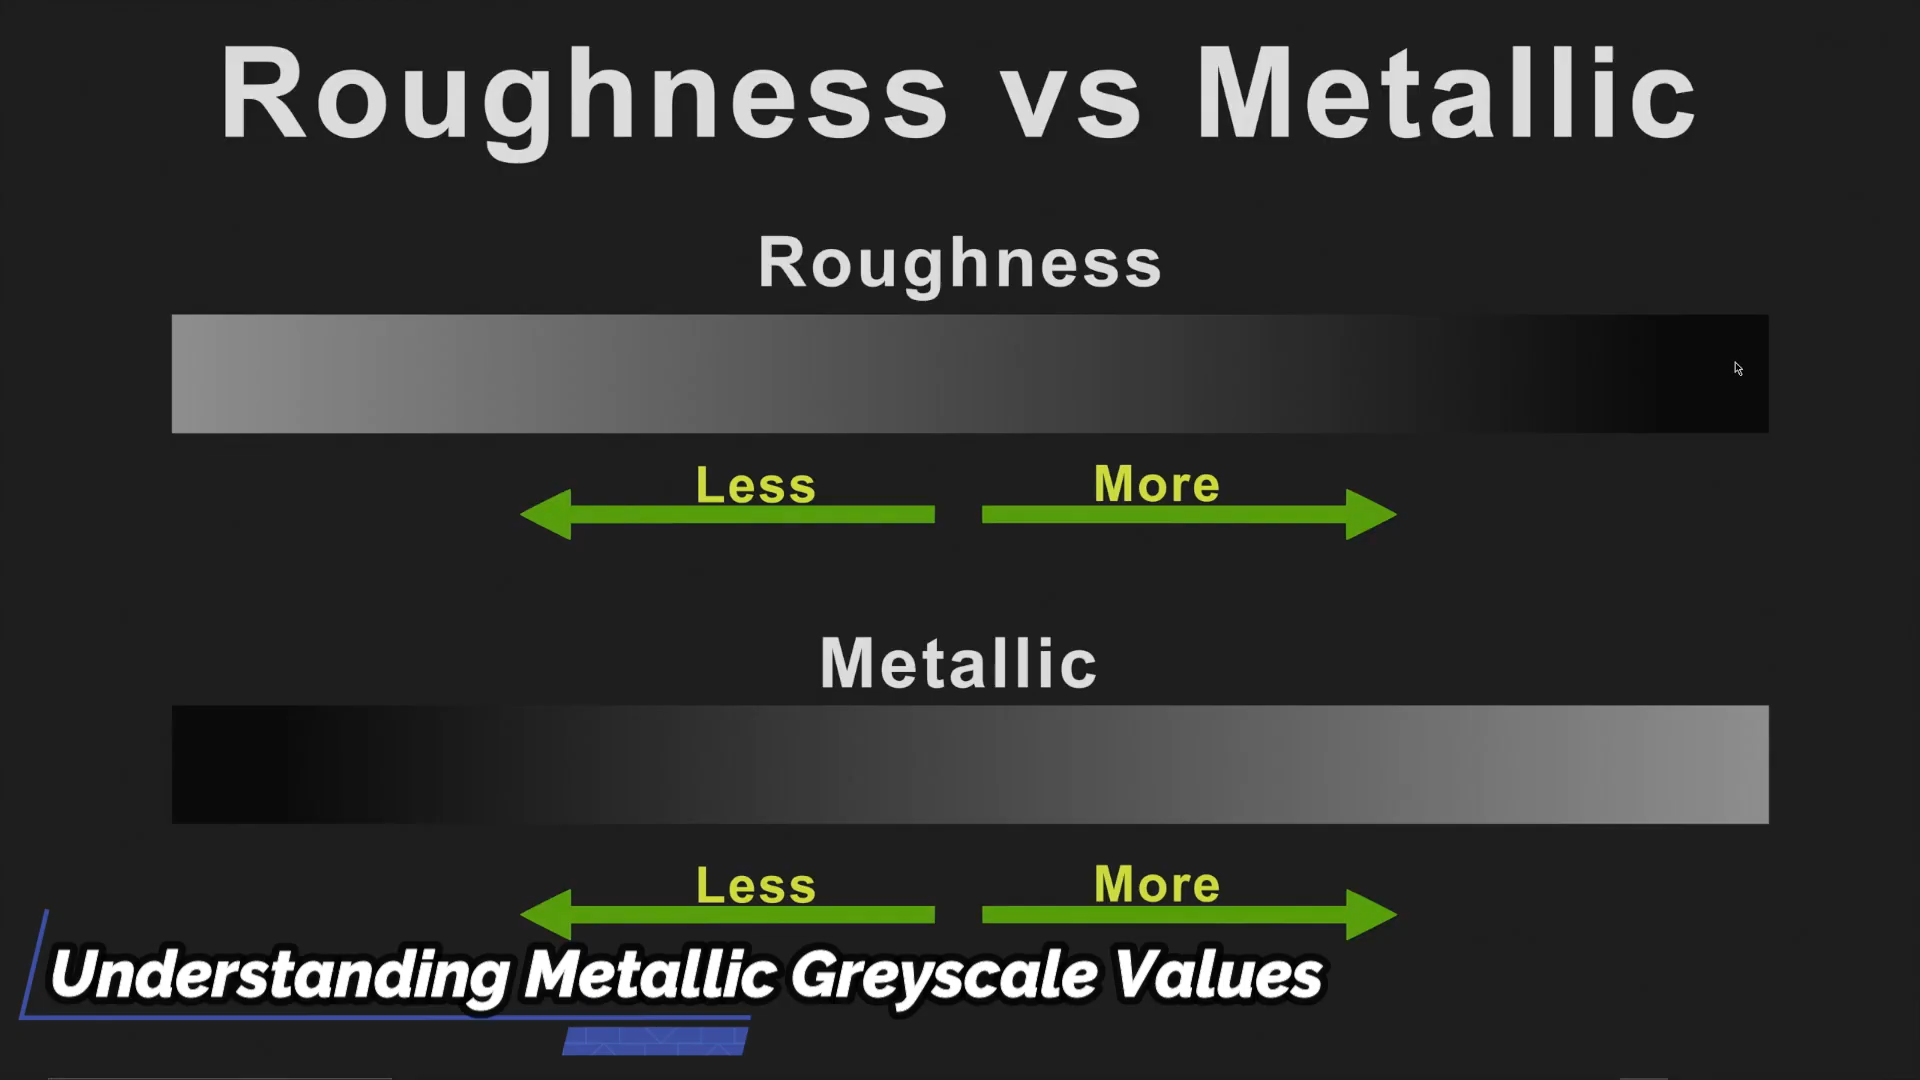 Roughness vs Metallic
Roughness
Less More
Metallic
Less More
Understanding Metallic Greyscale Values